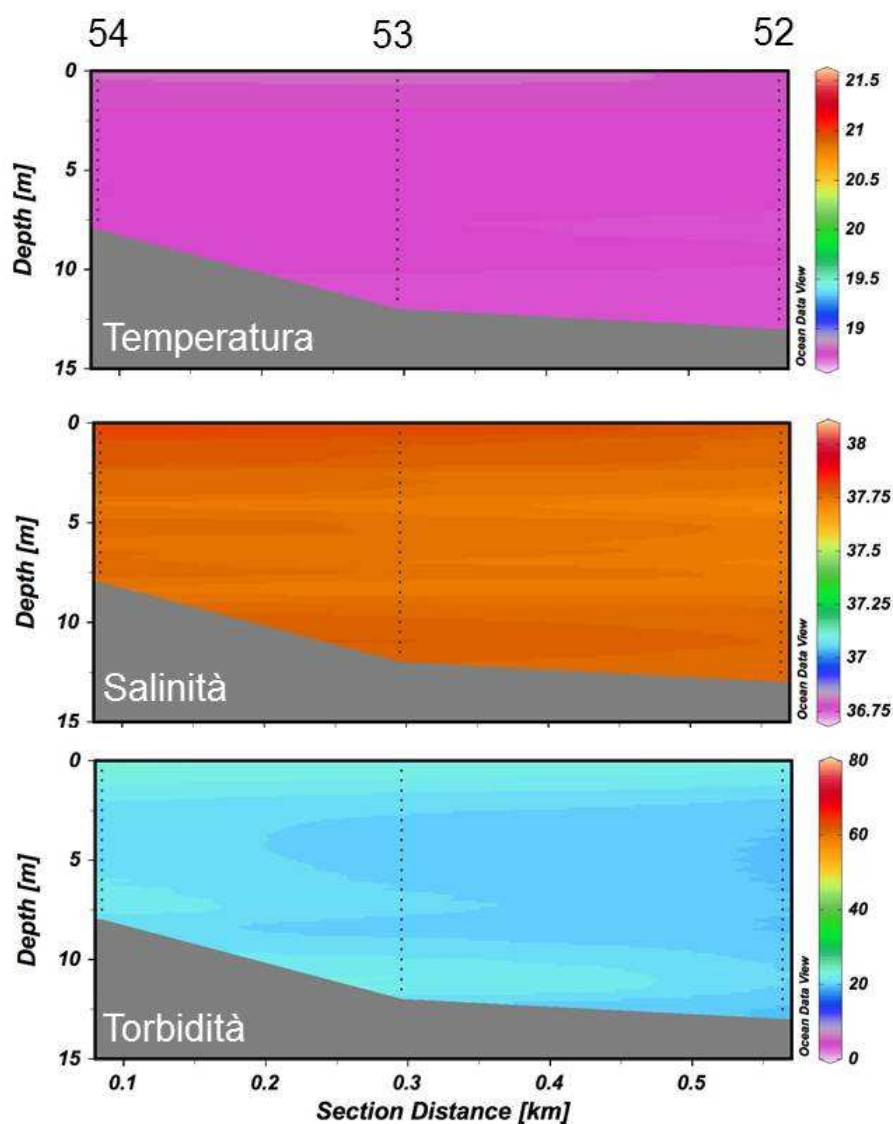 54 53 52
0
5
10
15
Depth [m]
Temperatura
Ocean Data View
21.5
21
20.5
20
19.5
19
0
5
10
15
Depth [m]
Salinità
Ocean Data View
38
37.75
37.5
37.25
37
36.75
0
5
10
15
Depth [m]
Torbidità
Ocean Data View
80
60
40
20
0
0.1 0.2 0.3 0.4 0.5
Section Distance [km]